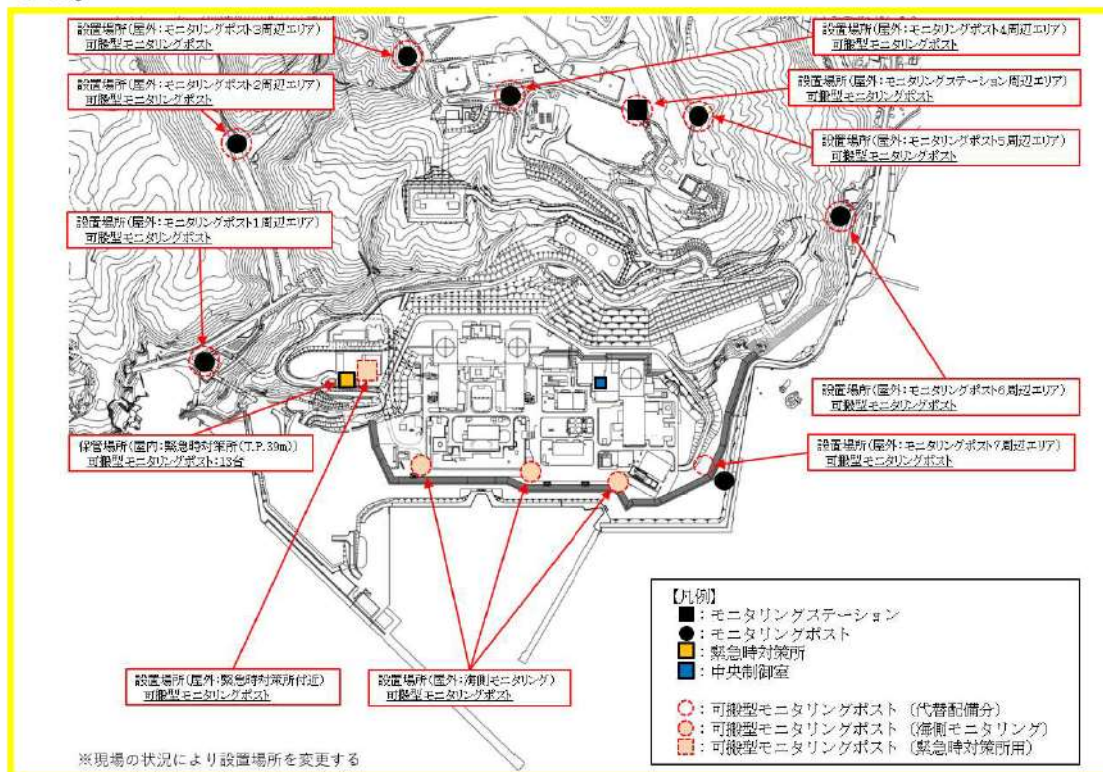 設置場所(屋外:モニタリングポスト3周辺エリア)
可搬型モニタリングポスト
設置場所(屋外:モニタリングポスト4周辺エリア)
可搬型モニタリングポスト
設置場所(屋外:モニタリングポスト2周辺エリア)
可搬型モニタリングポスト
設置場所(屋外:モニタリングステーション周辺エリア)
可搬型モニタリングポスト
設置場所(屋外:モニタリングポスト5周辺エリア)
可搬型モニタリングポスト
設置場所(屋外:モニタリングポスト1周辺エリア)
可搬型モニタリングポスト
設置場所(屋外:モニタリングポスト6周辺エリア)
可搬型モニタリングポスト
保管場所(屋内:緊急時対策所(T.P.39m))
可搬型モニタリングポスト:13台
設置場所(屋外:モニタリングポスト7周辺エリア)
可搬型モニタリングポスト
設置場所(屋外:緊急時対策所付近)
可搬型モニタリングポスト
設置場所(屋外:海側モニタリング)
可搬型モニタリングポスト
【凡例】
:モニタリングステーション
:モニタリングポスト
:緊急時対策所
:中央制御室
:可搬型モニタリングポスト(代替配備分)
:可搬型モニタリングポスト(海側モニタリング)
:可搬型モニタリングポスト(緊急時対策所用)
※現場の状況により設置場所を変更する